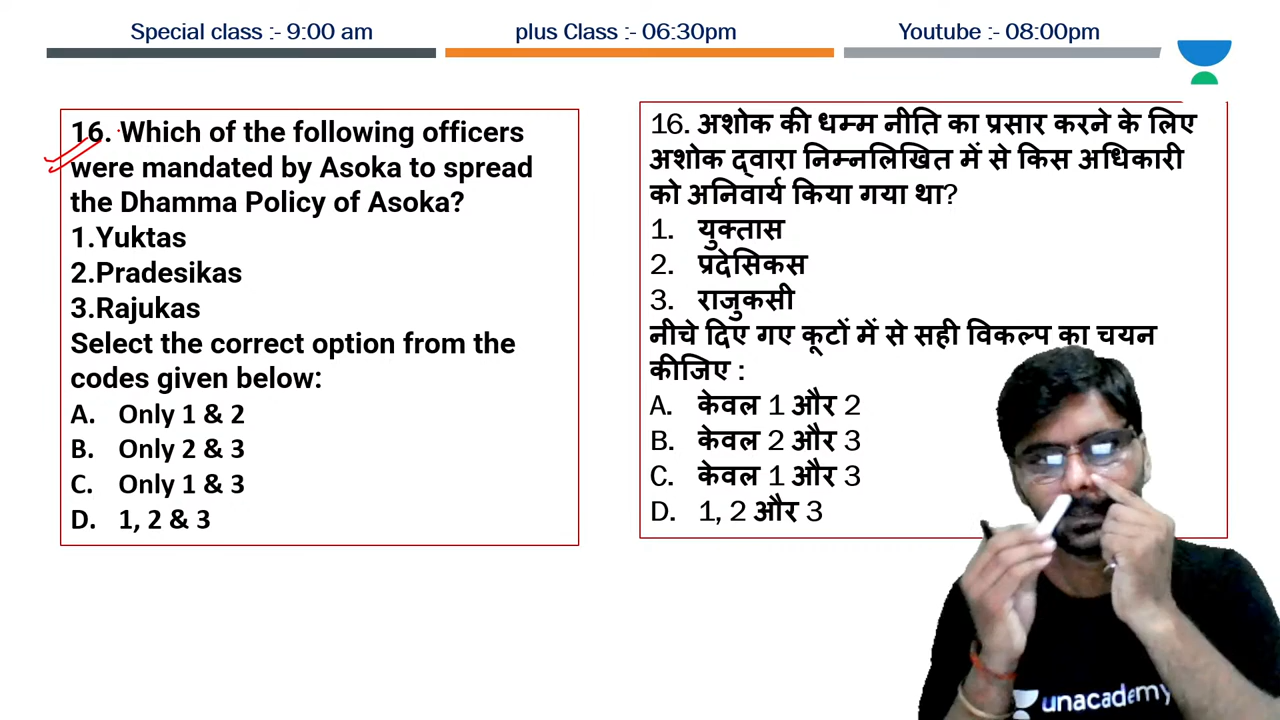 Special class :- 9:00 am
plus Class :- 06:30pm
Youtube :- 08:00pm
16. Which of the following officers
were mandated by Asoka to spread
the Dhamma Policy of Asoka?
1.Yuktas
2.Pradesikas
3.Rajukas
Select the correct option from the
codes given below:
A. Only 1 & 2
B. Only 2 & 3
C. Only 1 & 3
D. 1, 2 & 3
16. अशोक की धम्म नीति का प्रसार करने के लिए
अशोक द्वारा निम्नलिखित में से किस अधिकारी
को अनिवार्य किया गया था?
1. युक्तास
2. प्रदेसिकस
3. राजुकसी
नीचे दिए गए कूटों में से सही विकल्प का चयन
कीजिए :
A. केवल 1 और 2
B. केवल 2 और 3
C. केवल 1 और 3
D. 1, 2 और 3
unacademy